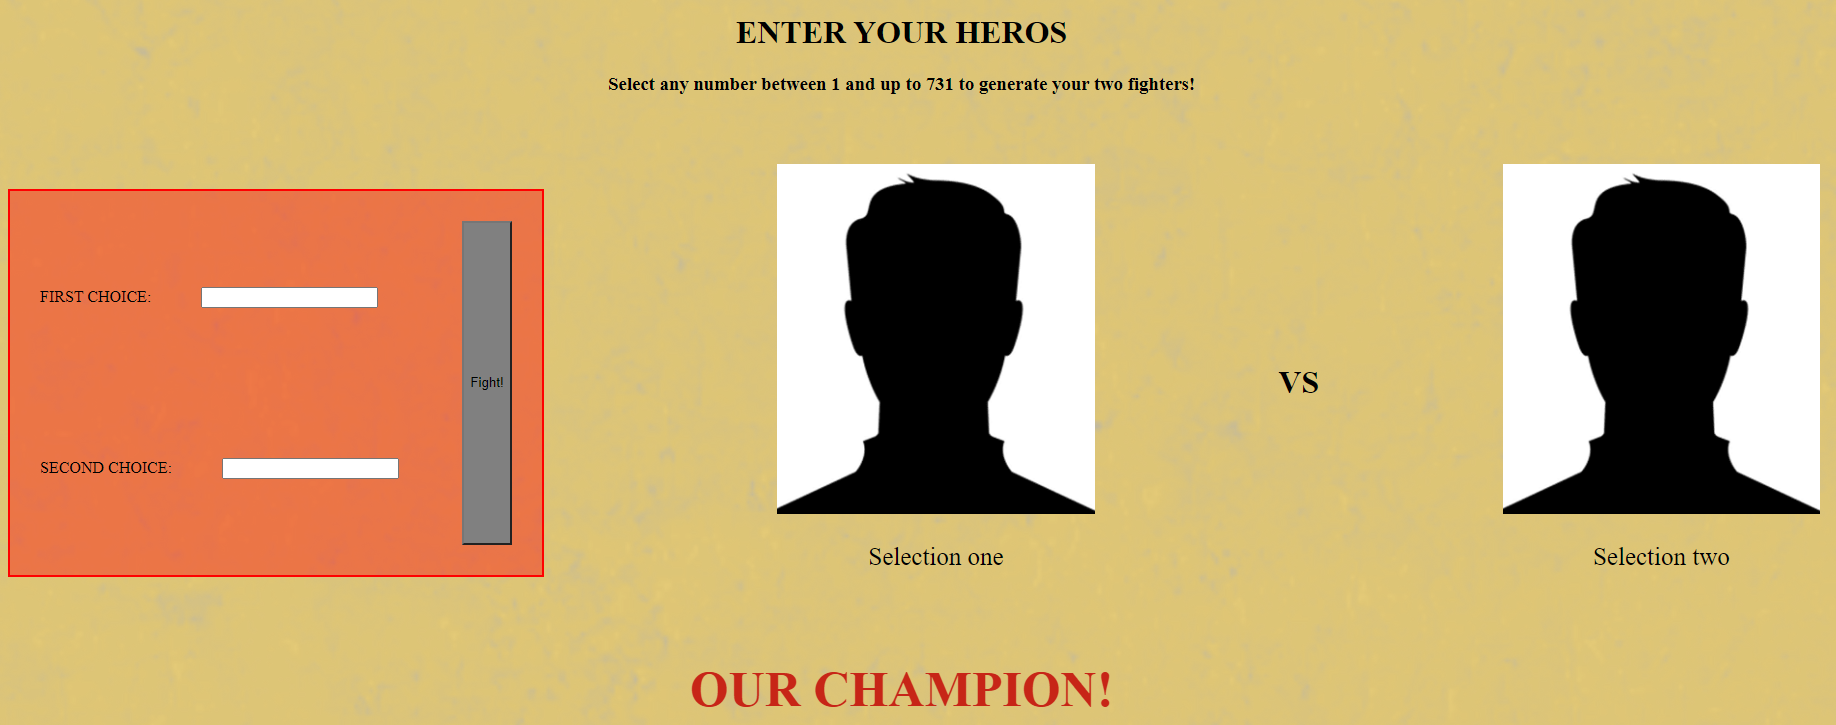 ENTER YOUR HEROS
Select any number between 1 and up to 731 to generate your two fighters!
FIRST CHOICE:
Fight!
SECOND CHOICE:
VS
Selection one
Selection two
OUR CHAMPION!